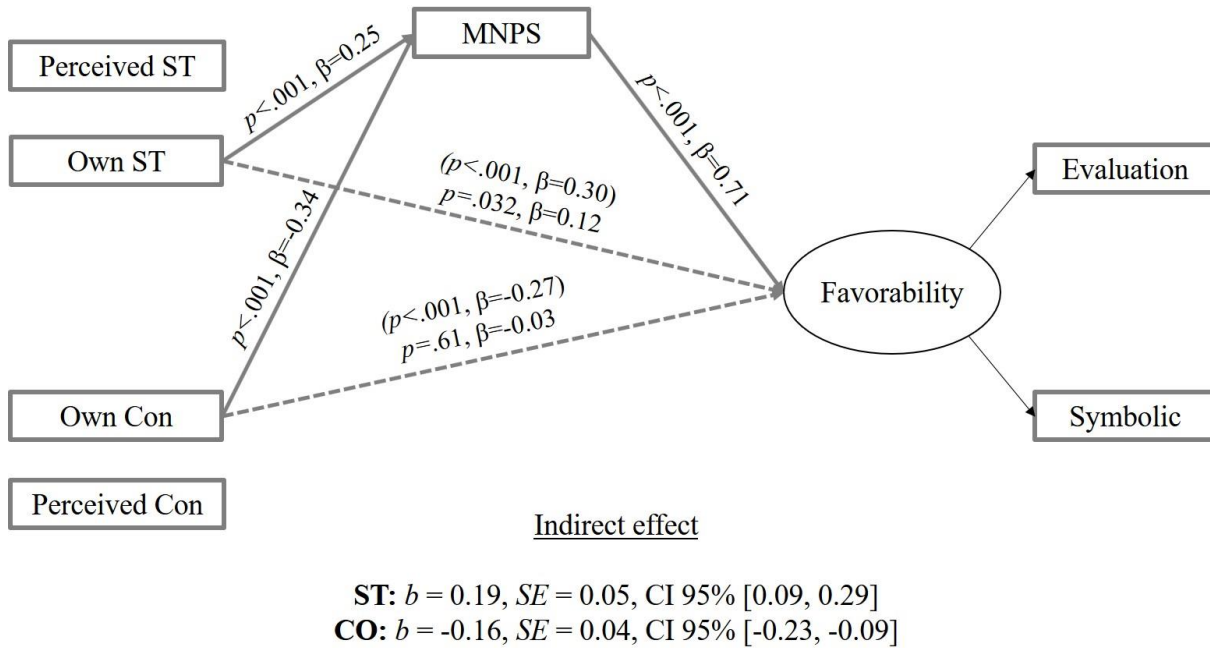 MNPS
Perceived ST
p<.001, β=0.25
p<.001, β=0.71
Own ST
(p<.001, β=0.30)
p=.032, β=0.12
Evaluation
p<.001, β=-0.34
Favorability
(p<.001, β=-0.27)
p=.61, β=-0.03
Own Con
Symbolic
Perceived Con
Indirect effect
ST: b = 0.19, SE = 0.05, CI 95% [0.09, 0.29]
CO: b = -0.16, SE = 0.04, CI 95% [-0.23, -0.09]